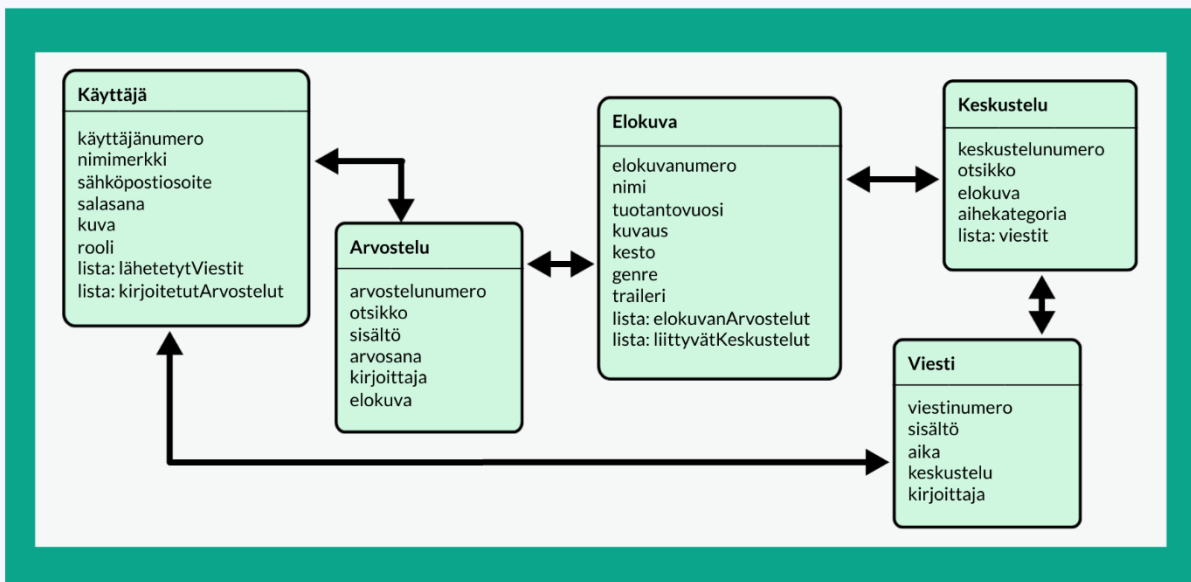 Käyttäjä
käyttäjänumero
nimimerkki
sähköpostiosoite
salasana
kuva
rooli
lista: lähetetytViestit
lista: kirjoitetutArvostelut
Arvostelu
arvostelunumero
otsikko
sisältö
arvosana
kirjoittaja
elokuva
Elokuva
elokuvanumero
nimi
tuotantovuosi
kuvaus
kesto
genre
traileri
lista: elokuvanArvostelut
lista: liittyvätKeskustelut
Keskustelu
keskustelunumero
otsikko
elokuva
aihekategoria
lista: viestit
Viesti
viestinumero
sisältö
aika
keskustelu
kirjoittaja